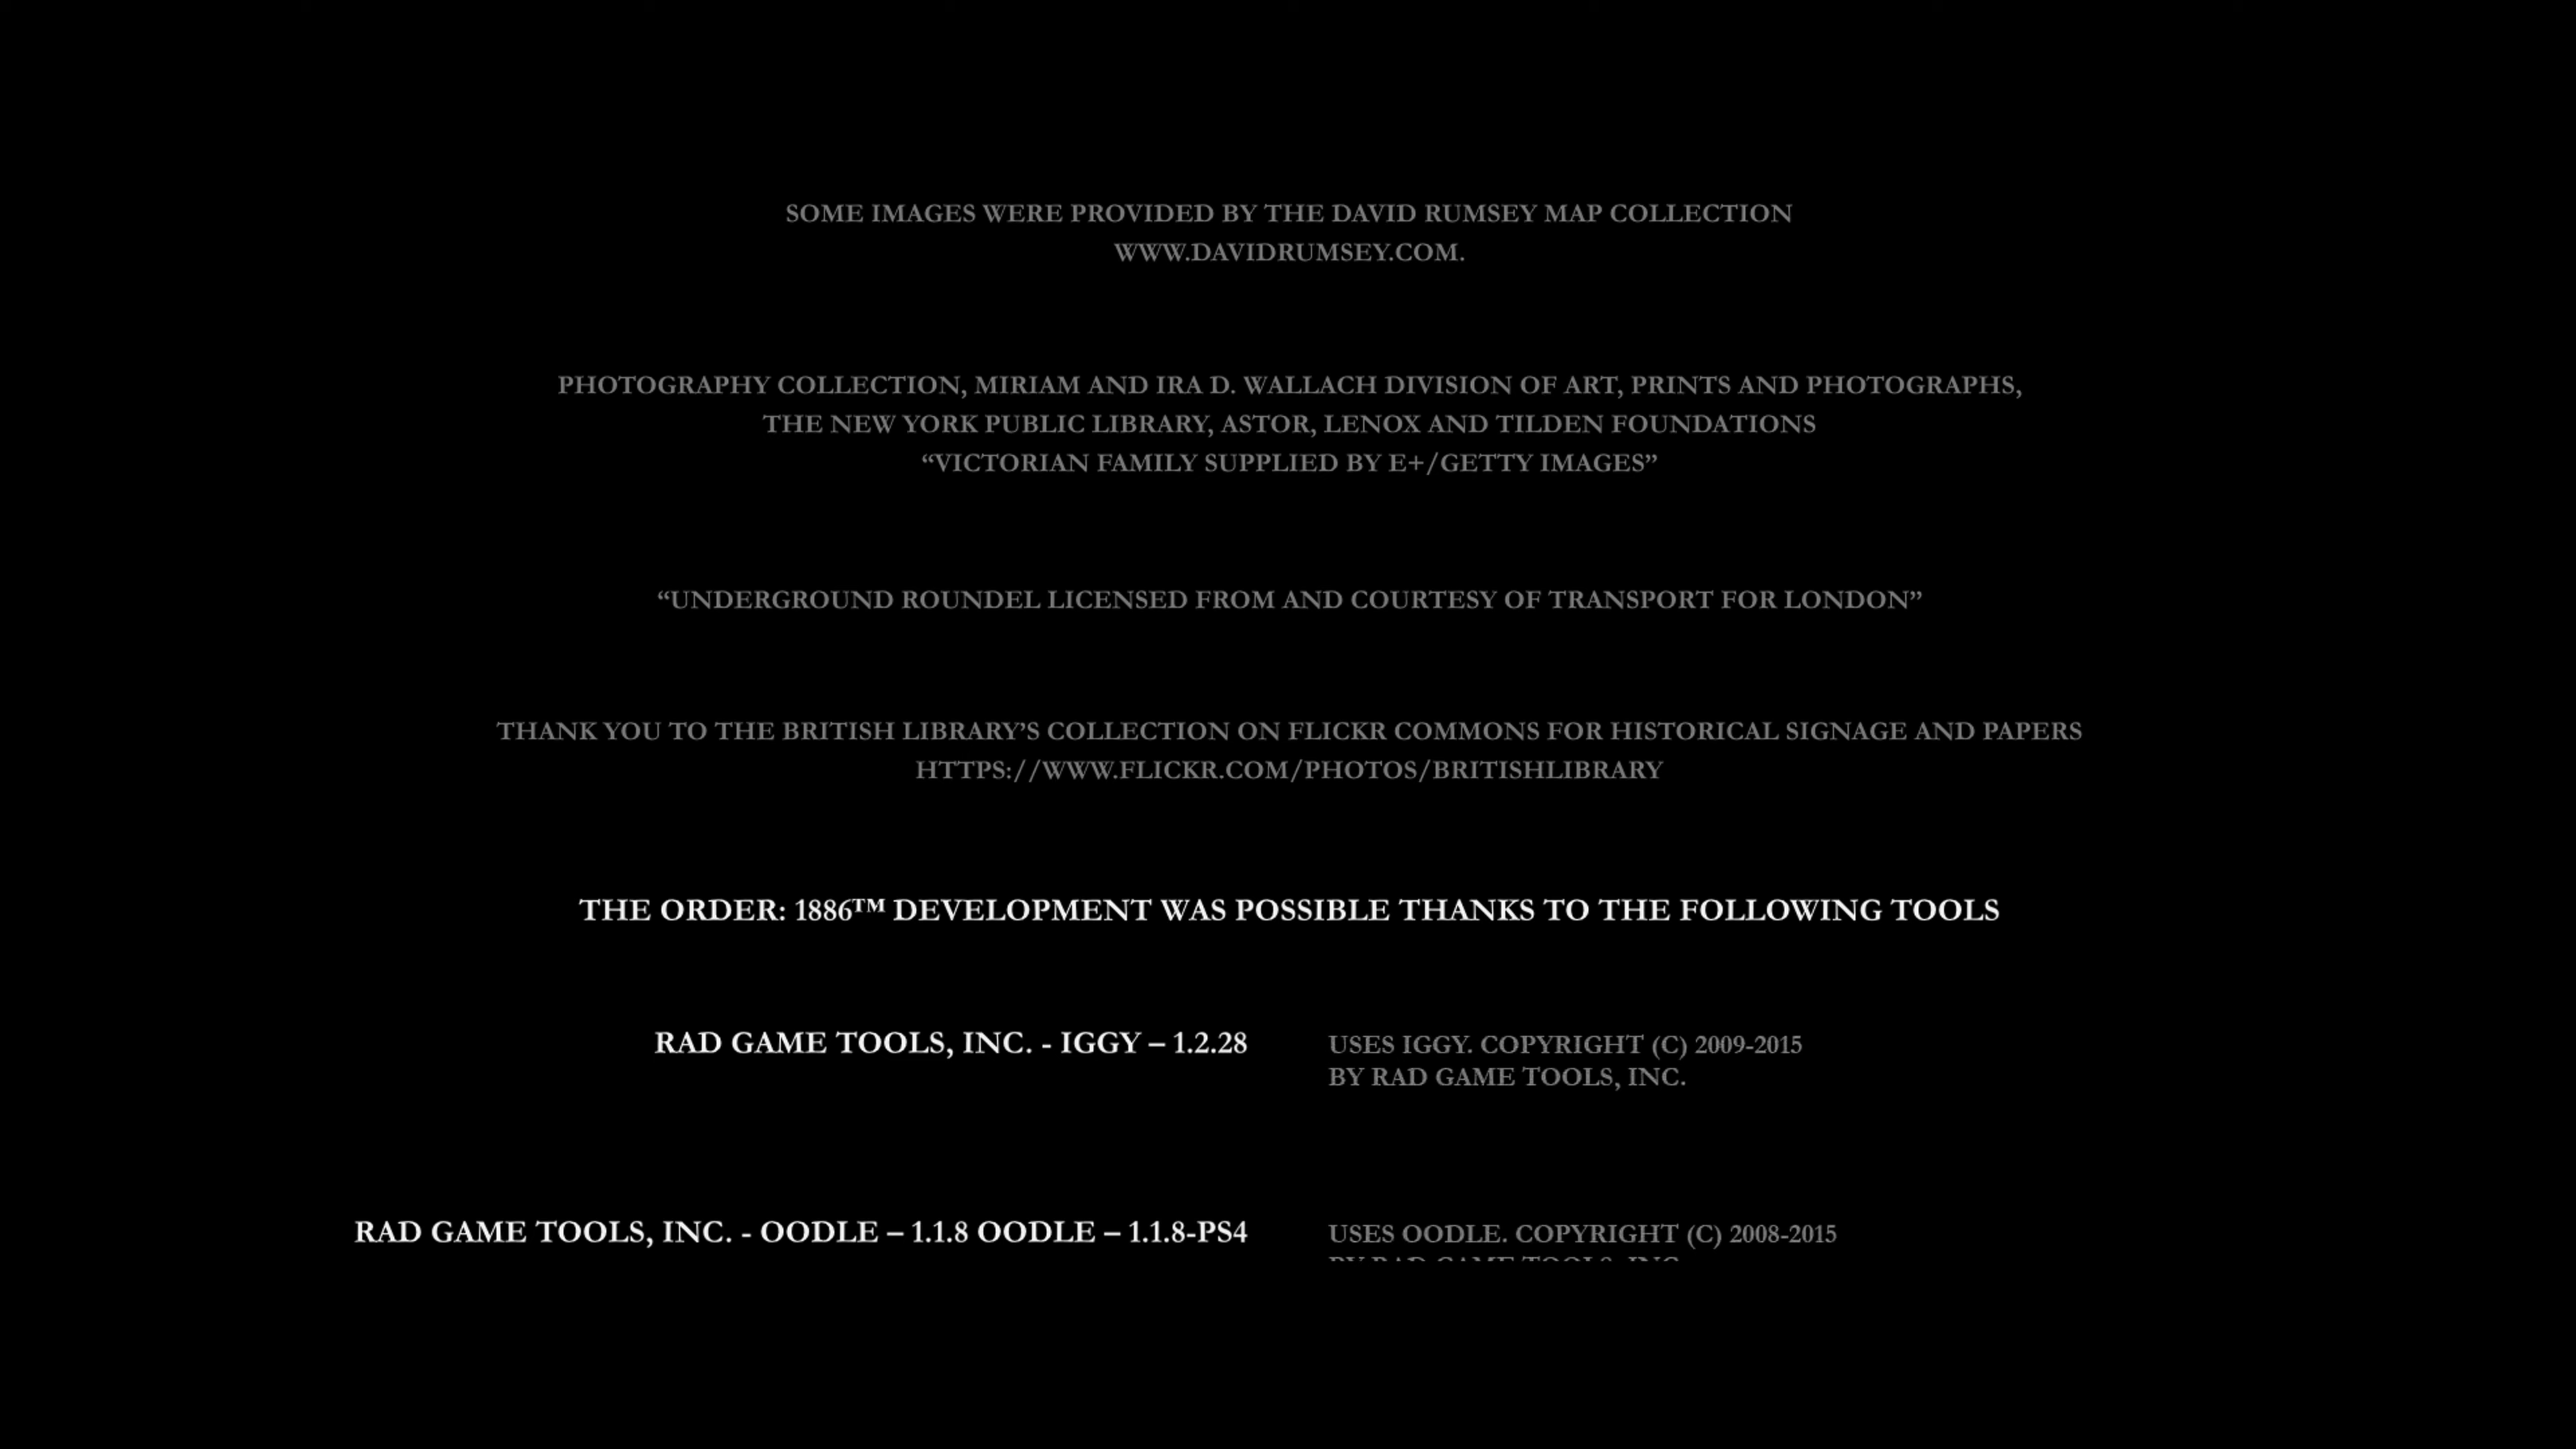 SOME IMAGES WERE PROVIDED BY THE DAVID RUMSEY MAP COLLECTION
WWW.DAVIDRUMSEY.COM.
PHOTOGRAPHY COLLECTION, MIRIAM AND IRA D. WALLACH DIVISION OF ART, PRINTS AND PHOTOGRAPHS,
THE NEW YORK PUBLIC LIBRARY, ASTOR, LENOX AND TILDEN FOUNDATIONS
“VICTORIAN FAMILY SUPPLIED BY E+/GETTY IMAGES”
“UNDERGROUND ROUNDEL LICENSED FROM AND COURTESY OF TRANSPORT FOR LONDON”
THANK YOU TO THE BRITISH LIBRARY’S COLLECTION ON FLICKR COMMONS FOR HISTORICAL SIGNAGE AND PAPERS
HTTPS://WWW.FLICKR.COM/PHOTOS/BRITISHLIBRARY
THE ORDER: 1886™ DEVELOPMENT WAS POSSIBLE THANKS TO THE FOLLOWING TOOLS
RAD GAME TOOLS, INC. - IGGY – 1.2.28
USES IGGY. COPYRIGHT (C) 2009-2015
BY RAD GAME TOOLS, INC.
RAD GAME TOOLS, INC. - OODLE – 1.1.8 OODLE – 1.1.8-PS4
USES OODLE. COPYRIGHT (C) 2008-2015
BY RAD GAME TOOLS, INC.